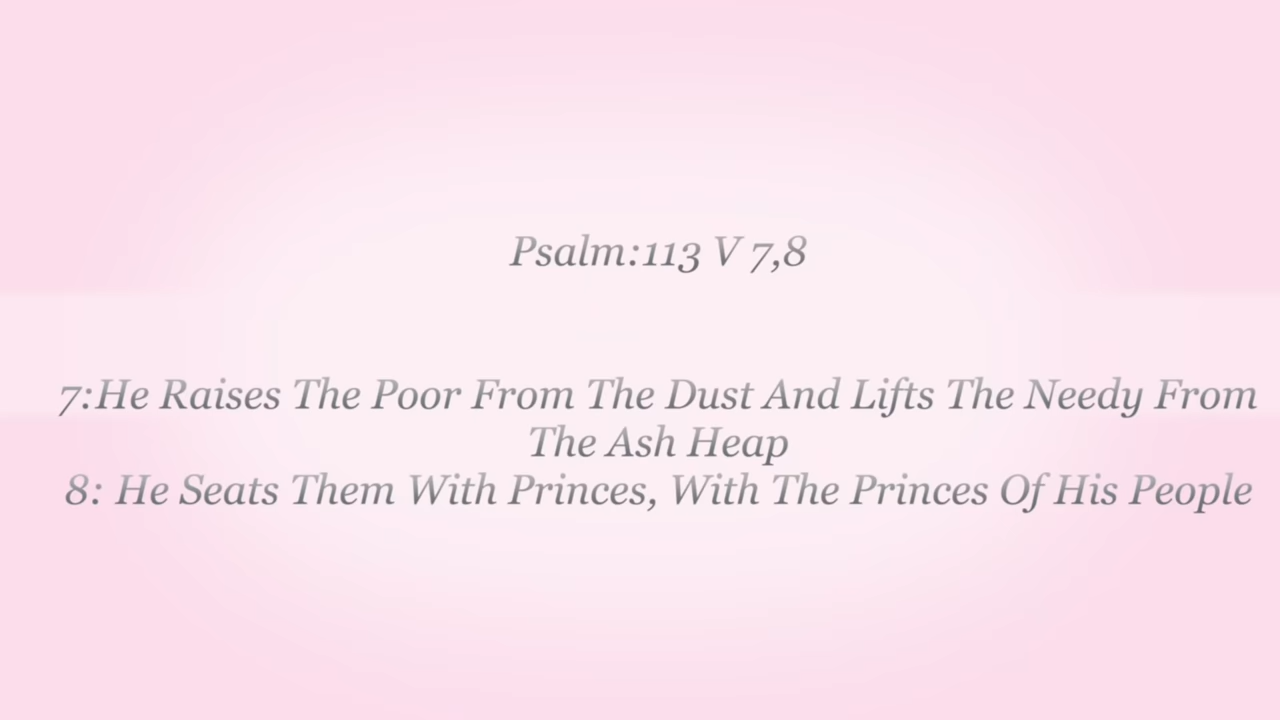 Psalm:113 V 7,8
7:He Raises The Poor From The Dust And Lifts The Needy From
The Ash Heap
8: He Seats Them With Princes, With The Princes Of His People